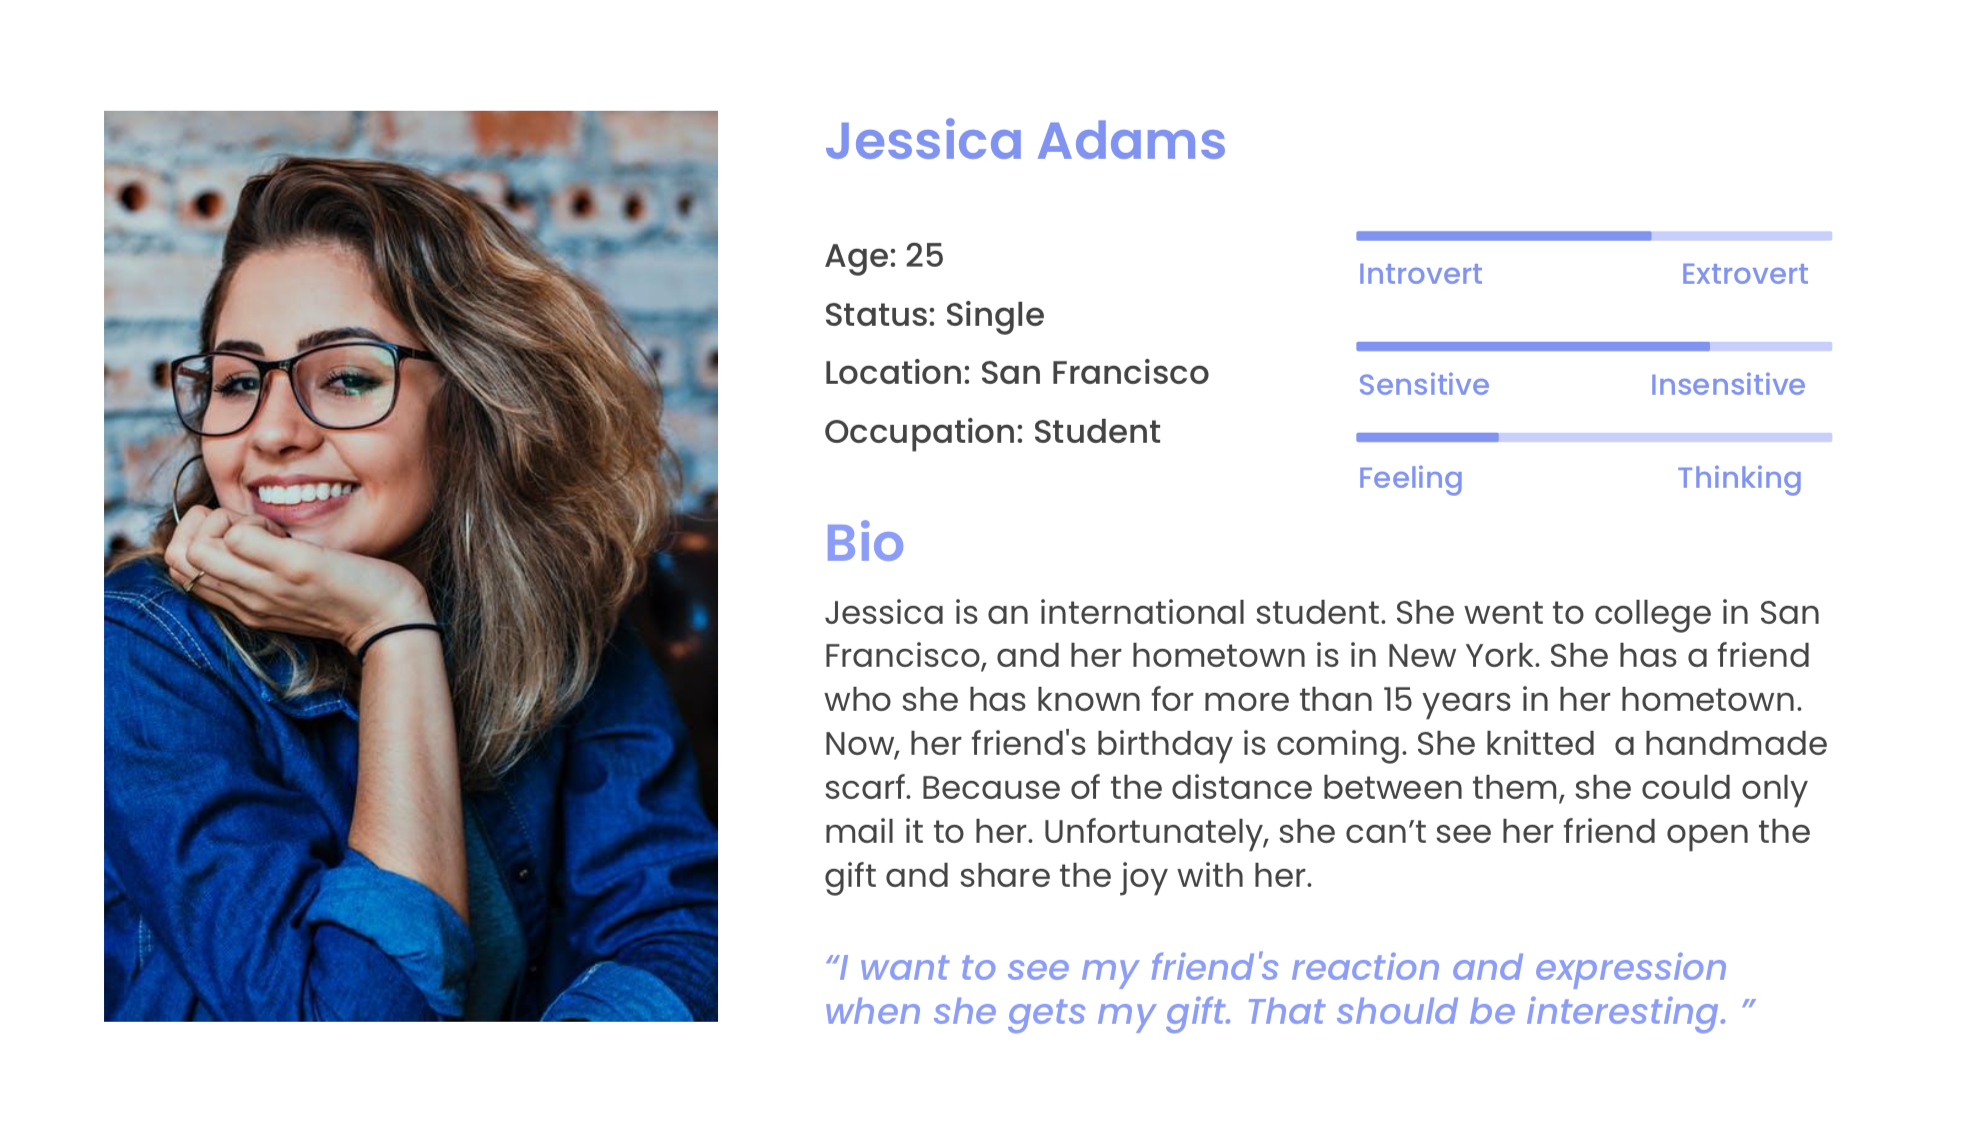 Jessica Adams
Age: 25
Status: Single
Location: San Francisco
Occupation: Student
Introvert Extrovert
Sensitive Insensitive
Feeling Thinking
Bio
Jessica is an international student. She went to college in San
Francisco, and her hometown is in New York. She has a friend
who she has known for more than 15 years in her hometown.
Now, her friend's birthday is coming. She knitted  a handmade
scarf. Because of the distance between them, she could only
mail it to her. Unfortunately, she can’t see her friend open the
gift and share the joy with her.
“I want to see my friend's reaction and expression
when she gets my gift. That should be interesting. ”